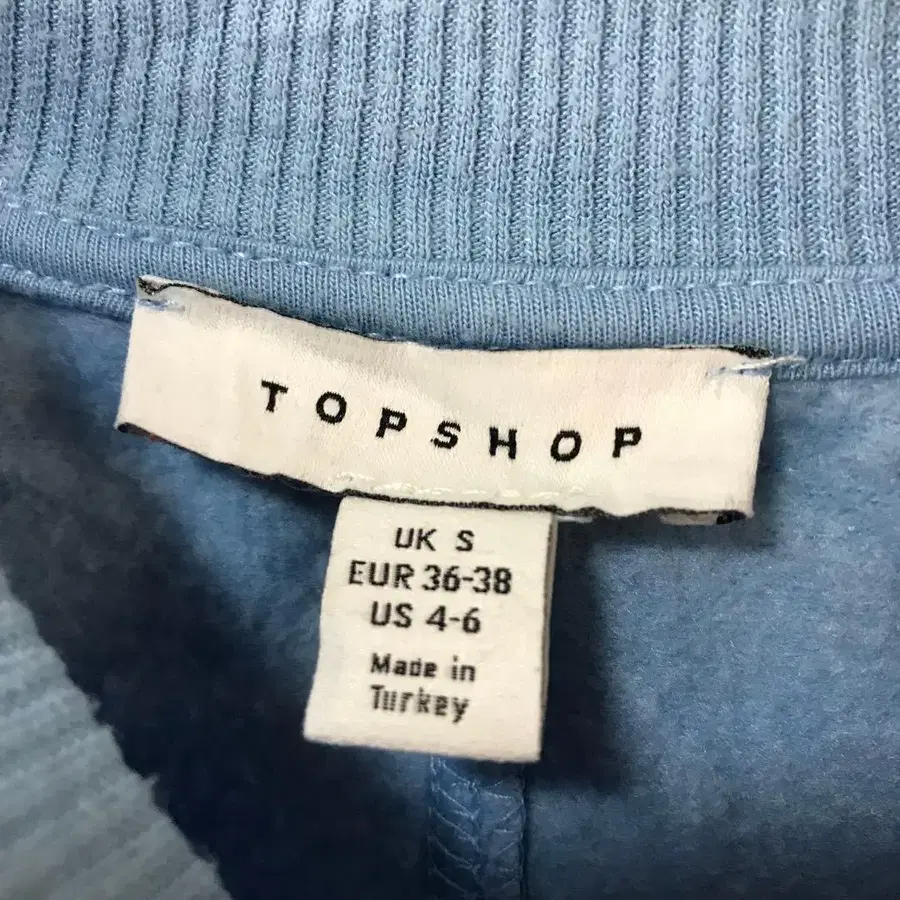 TOPSHOP
UK S
EUR 36-38
US 4-6
Made in
Turkey